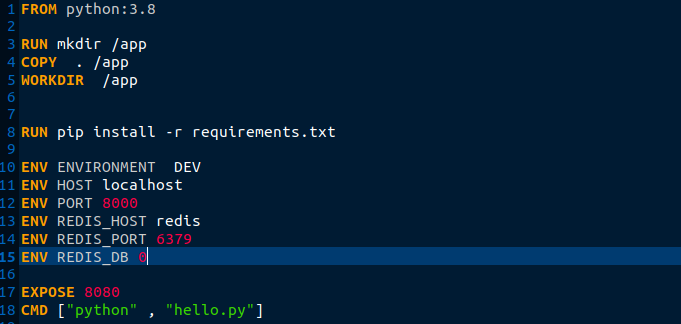 1 FROM python:3.8
2
3 RUN mkdir /app
4 COPY  . /app
5 WORKDIR  /app
6
7
8 RUN pip install -r requirements.txt
9
10 ENV ENVIRONMENT  DEV
11 ENV HOST localhost
12 ENV PORT 8000
13 ENV REDIS_HOST redis
14 ENV REDIS_PORT 6379
15 ENV REDIS_DB 0
16
17 EXPOSE 8080
18 CMD ["python" , "hello.py"]